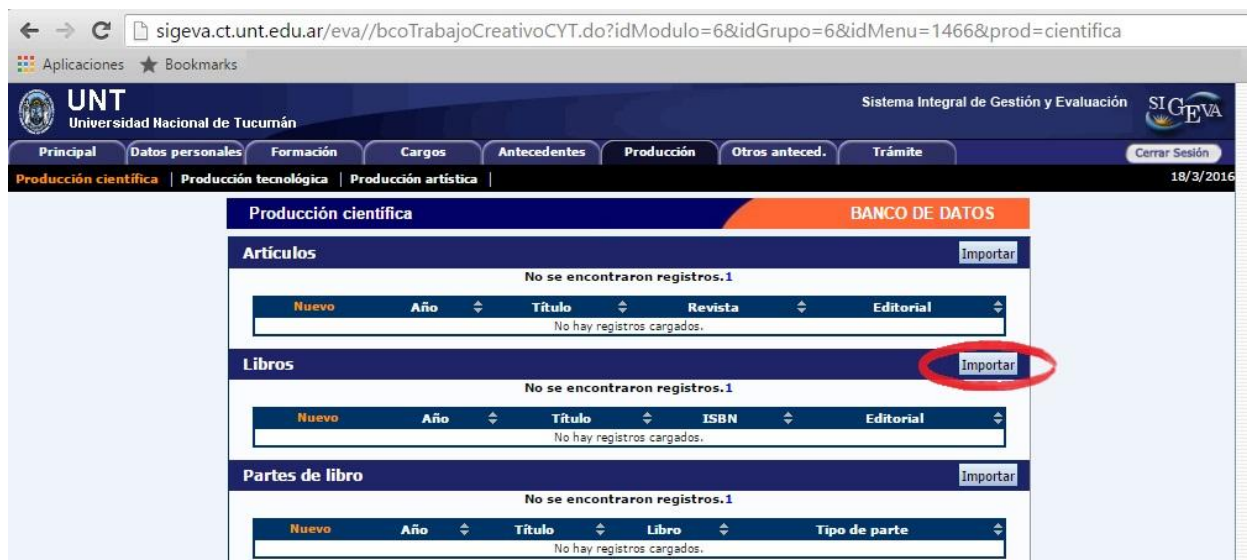 sigeva.ct.unt.edu.ar/eva//bcoTrabajoCreativoCYT.do?idModulo=6&idGrupo=6&idMenu=1466&prod=cientifica
Aplicaciones Bookmarks
UNT
Universidad Nacional de Tucumán
Sistema Integral de Gestión y Evaluación
SIGEVA
Principal Datos personales Formación Cargos Antecedentes Producción Otros anteced. Trámite Cerrar Sesión
Producción científica | Producción tecnológica | Producción artística | 18/3/2016
Producción científica BANCO DE DATOS
Artículos Importar
No se encontraron registros.1
Nuevo Año Título Revista Editorial
No hay registros cargados.
Libros Importar
No se encontraron registros.1
Nuevo Año Título ISBN Editorial
No hay registros cargados.
Partes de libro Importar
No se encontraron registros.1
Nuevo Año Título Libro Tipo de parte
No hay registros cargados.